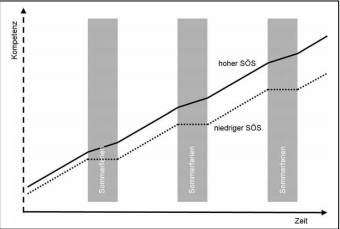 Kompetenz
hoher SÖS
niedriger SÖS
Sommerferien
Sommerferien
Sommerferien
Zeit